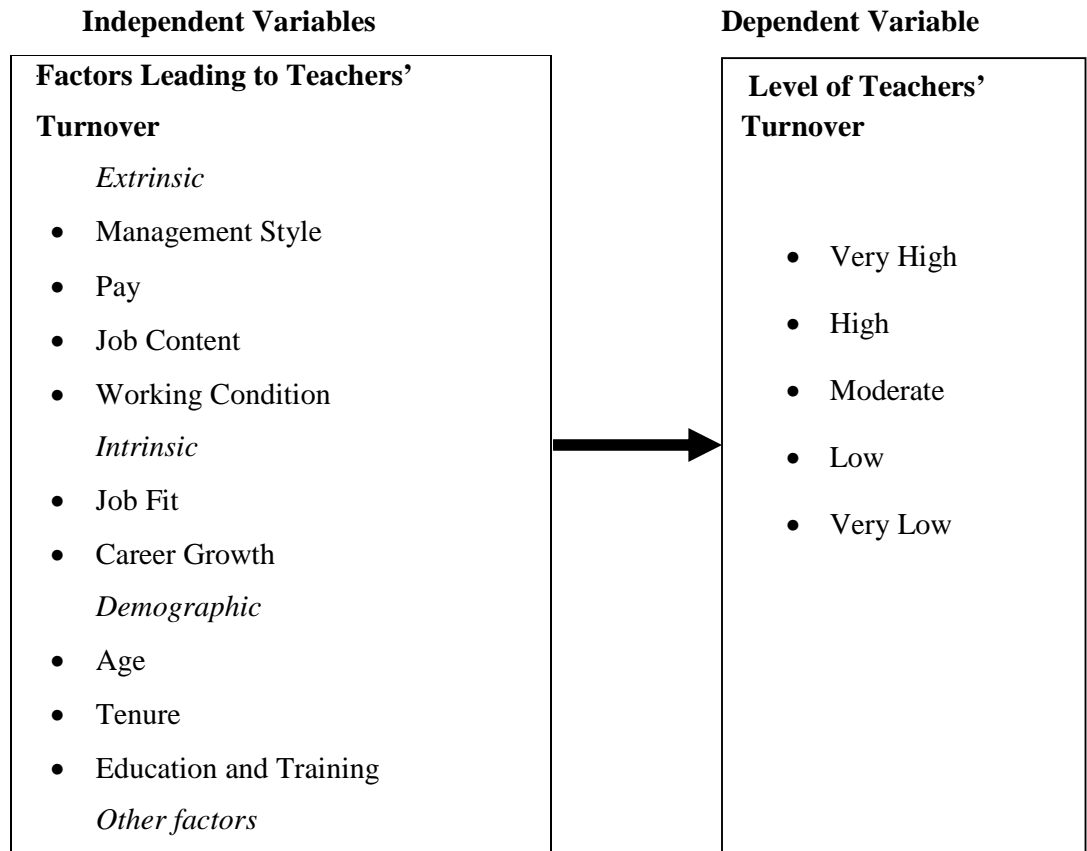 Independent Variables
Dependent Variable
Factors Leading to Teachers’
Turnover
Extrinsic
• Management Style
• Pay
• Job Content
• Working Condition
Intrinsic
• Job Fit
• Career Growth
Demographic
• Age
• Tenure
• Education and Training
Other factors
Level of Teachers’
Turnover
• Very High
• High
• Moderate
• Low
• Very Low